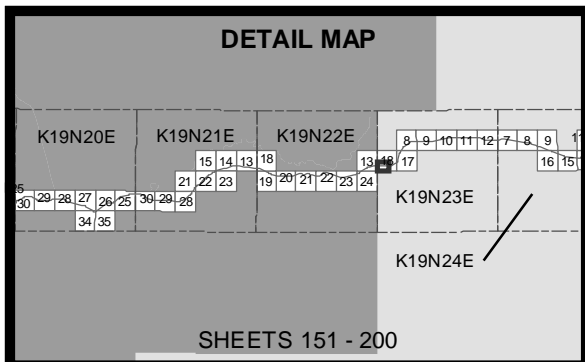 DETAIL MAP
K19N20E
K19N21E
K19N22E
8 9 10 11 12 7 8 9 11
15 14 13 18 13 18 17 16 15
21 22 23 19 20 21 22 23 24
K19N23E
25
30 29 28 27 26 25 30 29 28
34 35
K19N24E
SHEETS 151 - 200